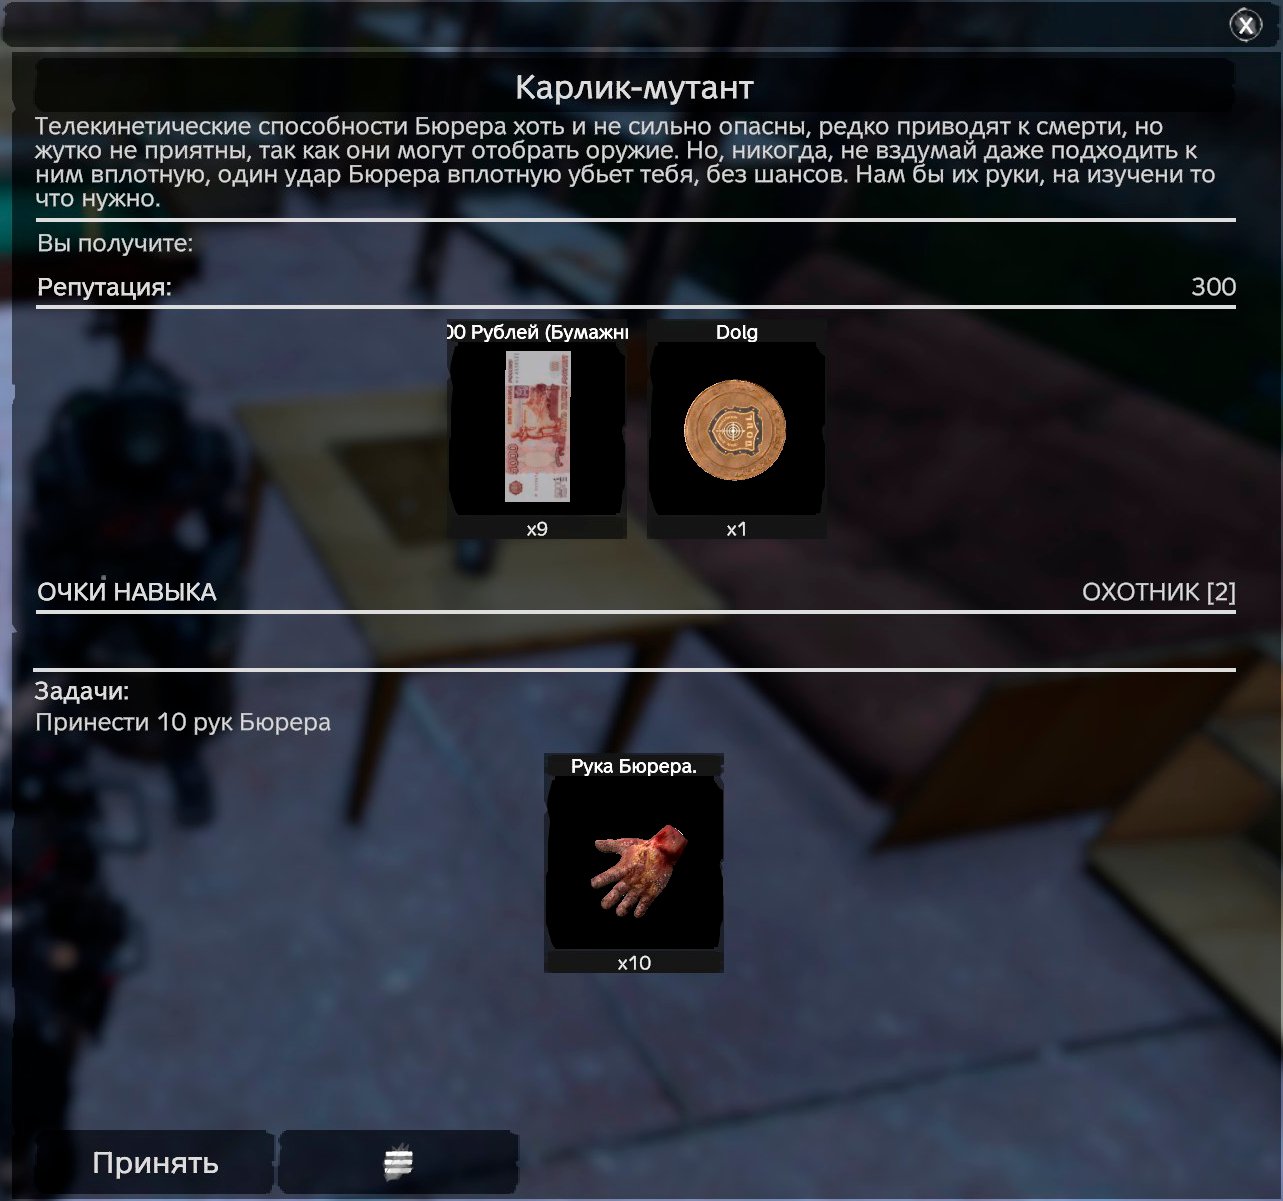 X
Карлик-мутант
Телекинетические способности Бюрера хоть и не сильно опасны, редко приводят к смерти, но
жутко не приятны, так как они могут отобрать оружие. Но, никогда, не вздумай даже подходить к
ним вплотную, один удар Бюрера вплотную убьет тебя, без шансов. Нам бы их руки, на изучени то
что нужно.
Вы получите:
Репутация: 300
00 Рублей (Бумажны Dolg
x9 x1
ОЧКИ НАВЫКА ОХОТНИК [2]
Задачи:
Принести 10 рук Бюрера
Рука Бюрера.
x10
Принять